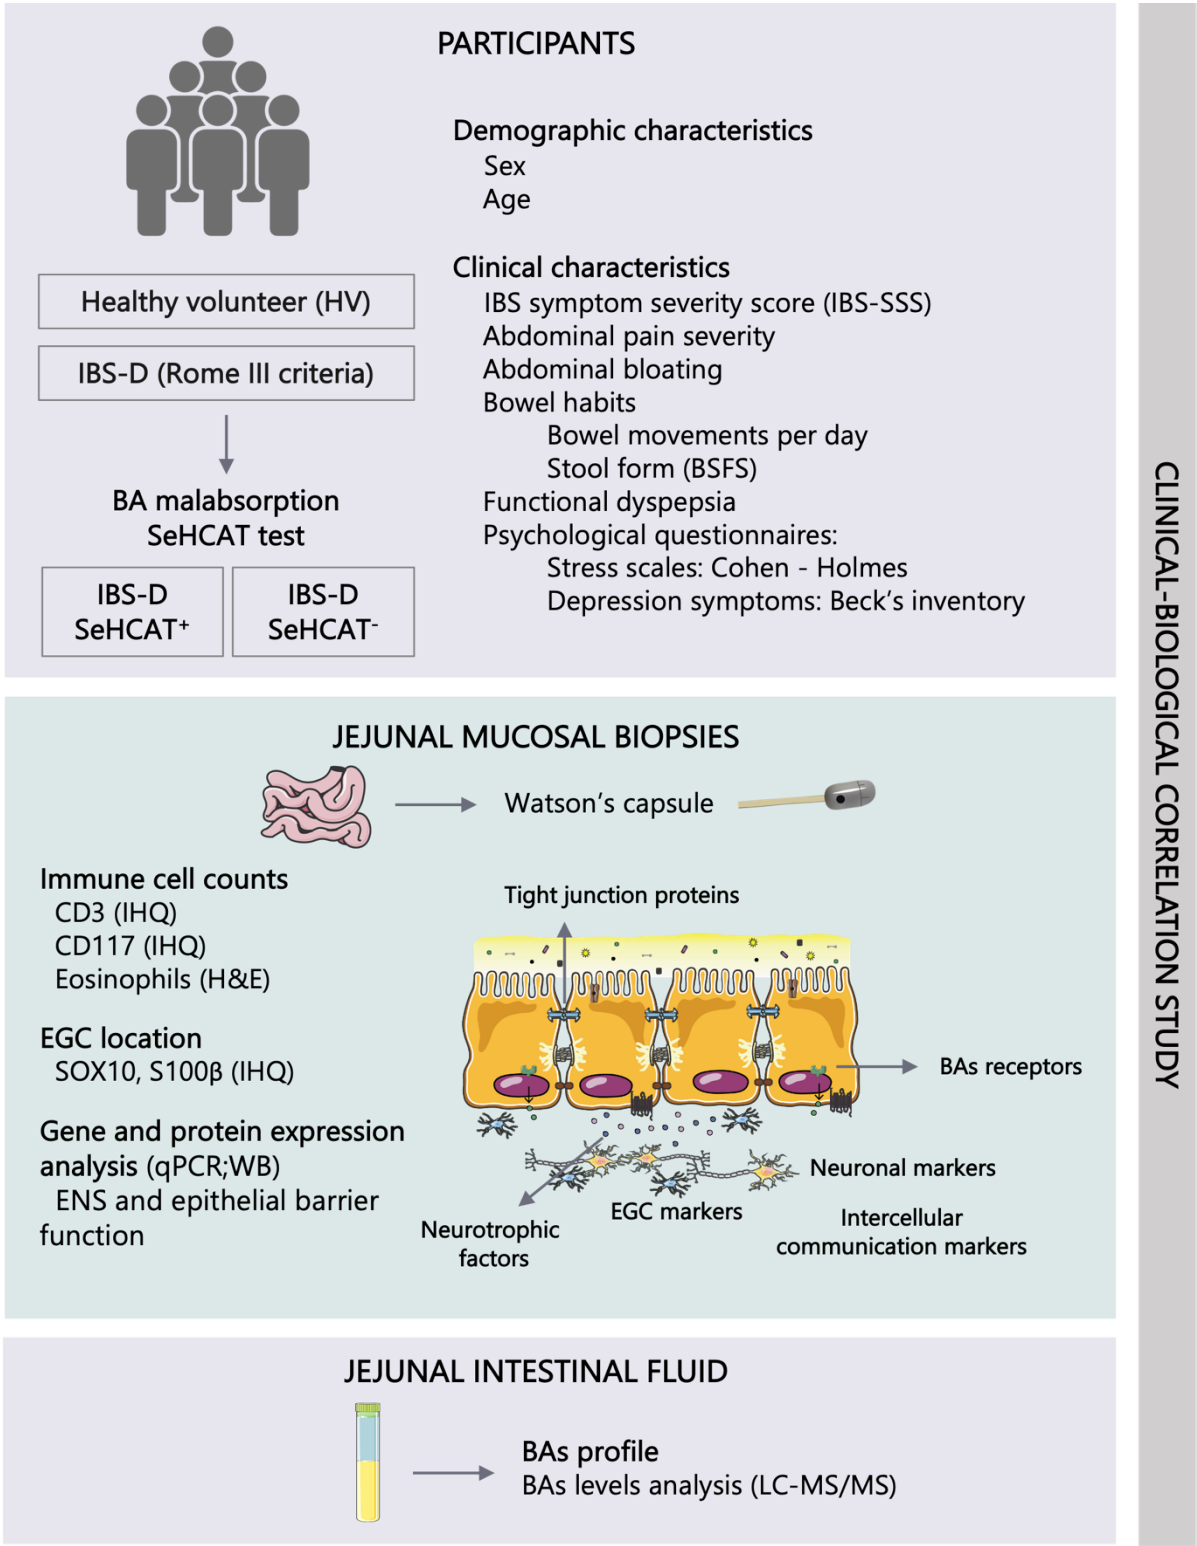 PARTICIPANTS
Demographic characteristics
Sex
Age
Clinical characteristics
IBS symptom severity score (IBS-SSS)
Abdominal pain severity
Abdominal bloating
Bowel habits
Bowel movements per day
Stool form (BSFS)
Functional dyspepsia
Psychological questionnaires:
Stress scales: Cohen - Holmes
Depression symptoms: Beck's inventory
Healthy volunteer (HV)
IBS-D (Rome III criteria)
BA malabsorption
SeHCAT test
IBS-D
SeHCAT⁺
IBS-D
SeHCAT⁻
JEJUNAL MUCOSAL BIOPSIES
Watson's capsule
Immune cell counts
CD3 (IHQ)
CD117 (IHQ)
Eosinophils (H&E)
EGC location
SOX10, S100β (IHQ)
Gene and protein expression
analysis (qPCR;WB)
ENS and epithelial barrier
function
Tight junction proteins
BAs receptors
Neuronal markers
EGC markers
Neurotrophic
factors
Intercellular
communication markers
JEJUNAL INTESTINAL FLUID
BAs profile
BAs levels analysis (LC-MS/MS)
CLINICAL-BIOLOGICAL CORRELATION STUDY